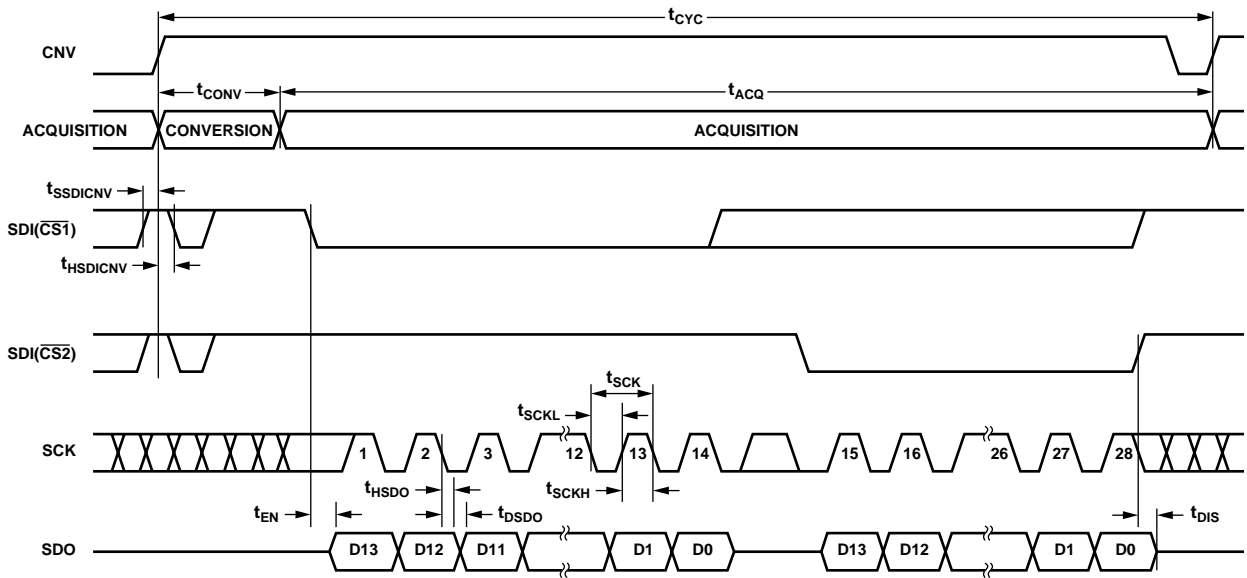 tCYC
CNV
tCONV
tACQ
ACQUISITION CONVERSION ACQUISITION
tSSDICNV
SDI(CS1)
tHSDICNV
SDI(CS2)
tSCK
tSCKL
SCK 1 2 3 12 13 14 15 16 26 27 28
tHSDO tSCKH
tEN tDSDO tDIS
SDO D13 D12 D11 D1 D0 D13 D12 D1 D0